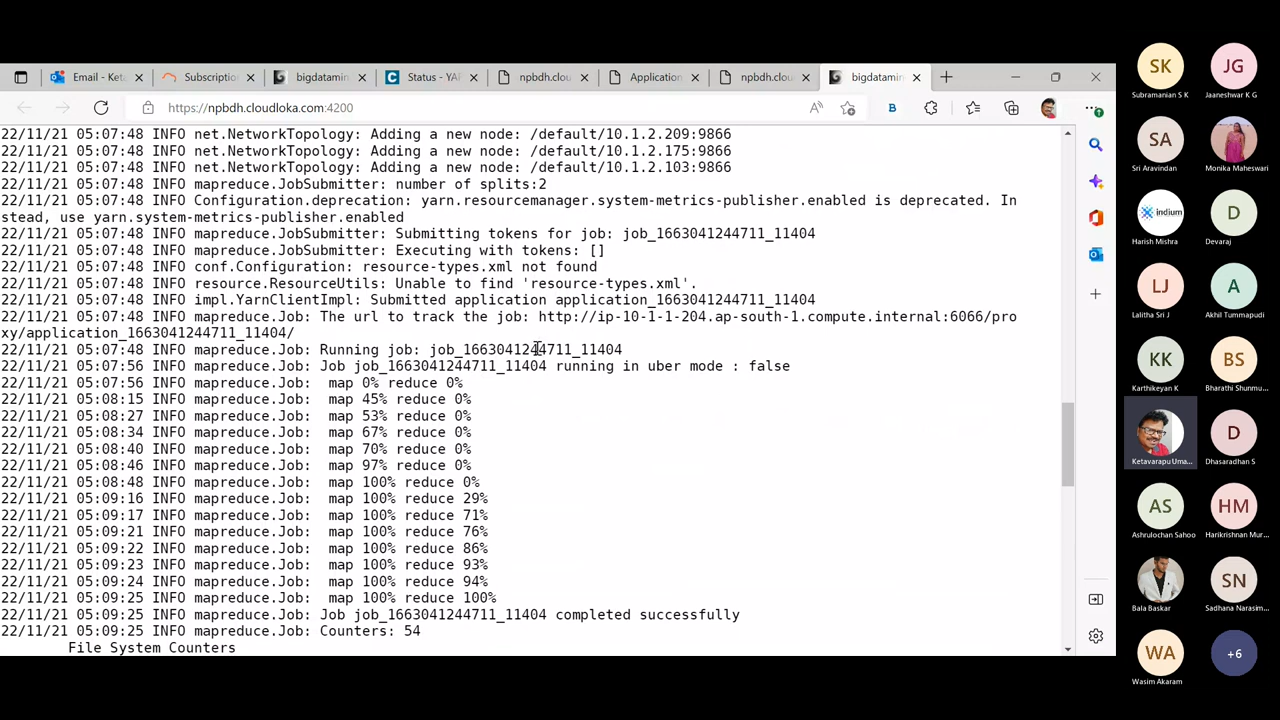 Email - Ket
Subscriptio
bigdatamin
Status - YA
npbdh.clou
Application
npbdh.clou
bigdatamin
https://npbdh.cloudloka.com:4200
22/11/21 05:07:48 INFO net.NetworkTopology: Adding a new node: /default/10.1.2.209:9866
22/11/21 05:07:48 INFO net.NetworkTopology: Adding a new node: /default/10.1.2.175:9866
22/11/21 05:07:48 INFO net.NetworkTopology: Adding a new node: /default/10.1.2.103:9866
22/11/21 05:07:48 INFO mapreduce.JobSubmitter: number of splits:2
22/11/21 05:07:48 INFO Configuration.deprecation: yarn.resourcemanager.system-metrics-publisher.enabled is deprecated. In
stead, use yarn.system-metrics-publisher.enabled
22/11/21 05:07:48 INFO mapreduce.JobSubmitter: Submitting tokens for job: job_1663041244711_11404
22/11/21 05:07:48 INFO mapreduce.JobSubmitter: Executing with tokens: []
22/11/21 05:07:48 INFO conf.Configuration: resource-types.xml not found
22/11/21 05:07:48 INFO resource.ResourceUtils: Unable to find 'resource-types.xml'.
22/11/21 05:07:48 INFO impl.YarnClientImpl: Submitted application application_1663041244711_11404
22/11/21 05:07:48 INFO mapreduce.Job: The url to track the job: http://ip-10-1-1-204.ap-south-1.compute.internal:6066/pro
xy/application_1663041244711_11404/
22/11/21 05:07:48 INFO mapreduce.Job: Running job: job_1663041244711_11404
22/11/21 05:07:56 INFO mapreduce.Job: Job job_1663041244711_11404 running in uber mode : false
22/11/21 05:07:56 INFO mapreduce.Job:  map 0% reduce 0%
22/11/21 05:08:15 INFO mapreduce.Job:  map 45% reduce 0%
22/11/21 05:08:27 INFO mapreduce.Job:  map 53% reduce 0%
22/11/21 05:08:34 INFO mapreduce.Job:  map 67% reduce 0%
22/11/21 05:08:40 INFO mapreduce.Job:  map 70% reduce 0%
22/11/21 05:08:46 INFO mapreduce.Job:  map 97% reduce 0%
22/11/21 05:08:48 INFO mapreduce.Job:  map 100% reduce 0%
22/11/21 05:09:16 INFO mapreduce.Job:  map 100% reduce 29%
22/11/21 05:09:17 INFO mapreduce.Job:  map 100% reduce 71%
22/11/21 05:09:21 INFO mapreduce.Job:  map 100% reduce 76%
22/11/21 05:09:22 INFO mapreduce.Job:  map 100% reduce 86%
22/11/21 05:09:23 INFO mapreduce.Job:  map 100% reduce 93%
22/11/21 05:09:24 INFO mapreduce.Job:  map 100% reduce 94%
22/11/21 05:09:25 INFO mapreduce.Job:  map 100% reduce 100%
22/11/21 05:09:25 INFO mapreduce.Job: Job job_1663041244711_11404 completed successfully
22/11/21 05:09:25 INFO mapreduce.Job: Counters: 54
File System Counters
SK
Subramanian S K
JG
Jaaneshwar K G
SA
Sri Aravindan
Monika Maheswari
indium
Harish Mishra
D
Devaraj
LJ
Lalitha Sri J
A
Akhil Tummapudi
KK
Karthikeyan K
BS
Bharathi Shunmu...
Ketavarapu Uma...
D
Dhasaradhan S
AS
Ashrulochan Sahoo
HM
Harikrishnan Mur...
Bala Baskar
SN
Sadhana Narasim...
WA
Wasim Akaram
+6